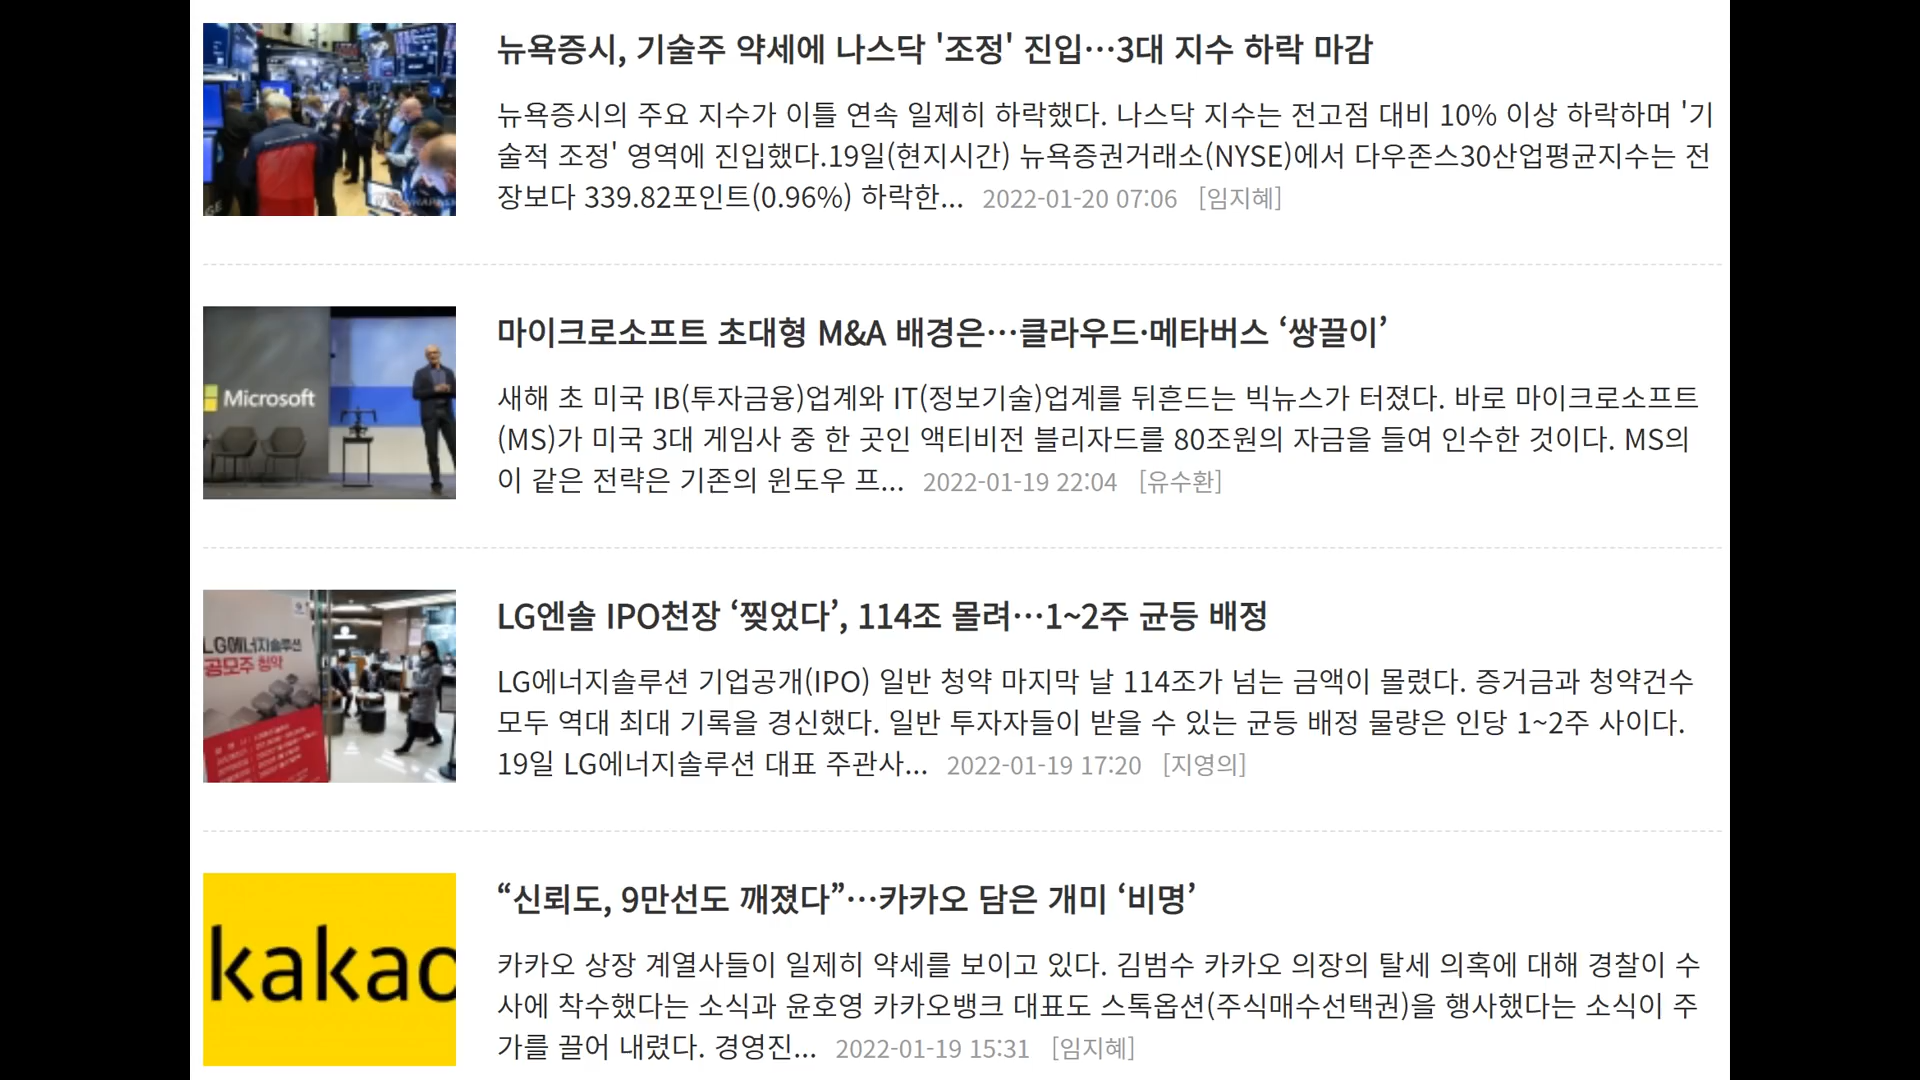 뉴욕증시, 기술주 약세에 나스닥 '조정' 진입…3대 지수 하락 마감
뉴욕증시의 주요 지수가 이틀 연속 일제히 하락했다. 나스닥 지수는 전고점 대비 10% 이상 하락하며 '기
술적 조정' 영역에 진입했다.19일(현지시간) 뉴욕증권거래소(NYSE)에서 다우존스30산업평균지수는 전
장보다 339.82포인트(0.96%) 하락한... 2022-01-20 07:06 [임지혜]
Microsoft
마이크로소프트 초대형 M&A 배경은…클라우드·메타버스 ‘쌍끌이’
새해 초 미국 IB(투자금융)업계와 IT(정보기술)업계를 뒤흔드는 빅뉴스가 터졌다. 바로 마이크로소프트
(MS)가 미국 3대 게임사 중 한 곳인 액티비전 블리자드를 80조원의 자금을 들여 인수한 것이다. MS의
이 같은 전략은 기존의 윈도우 프... 2022-01-19 22:04 [유수환]
LG에너지솔루션
공모주 청약
LG엔솔 IPO천장 ‘찢었다’, 114조 몰려…1~2주 균등 배정
LG에너지솔루션 기업공개(IPO) 일반 청약 마지막 날 114조가 넘는 금액이 몰렸다. 증거금과 청약건수
모두 역대 최대 기록을 경신했다. 일반 투자자들이 받을 수 있는 균등 배정 물량은 인당 1~2주 사이다.
19일 LG에너지솔루션 대표 주관사... 2022-01-19 17:20 [지영의]
kakao
“신뢰도, 9만선도 깨졌다”…카카오 담은 개미 ‘비명’
카카오 상장 계열사들이 일제히 약세를 보이고 있다. 김범수 카카오 의장의 탈세 의혹에 대해 경찰이 수
사에 착수했다는 소식과 윤호영 카카오뱅크 대표도 스톡옵션(주식매수선택권)을 행사했다는 소식이 주
가를 끌어 내렸다. 경영진... 2022-01-19 15:31 [임지혜]